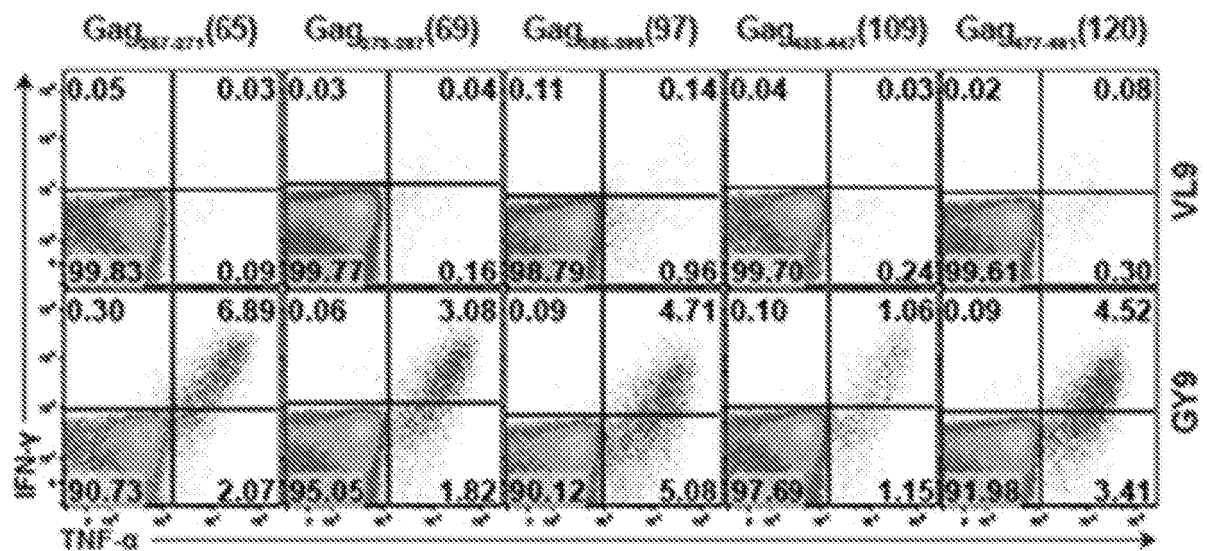 Gag(65) Gag(69) Gag(97) Gag(109) Gag(120)
0.05 0.03 0.03 0.04 0.11 0.14 0.04 0.03 0.02 0.08
VL9
99.83 0.09 99.77 0.16 98.79 0.96 99.70 0.24 99.61 0.30
0.30 6.89 0.06 3.08 0.09 4.71 0.10 1.06 0.09 4.52
GY9
90.73 2.07 95.05 1.82 90.12 5.08 97.69 1.15 91.98 3.41
IFN-γ
TNF-α